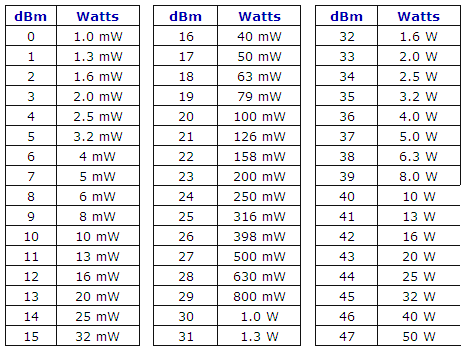 dBm Watts dBm Watts dBm Watts
0 1.0 mW 16 40 mW 32 1.6 W
1 1.3 mW 17 50 mW 33 2.0 W
2 1.6 mW 18 63 mW 34 2.5 W
3 2.0 mW 19 79 mW 35 3.2 W
4 2.5 mW 20 100 mW 36 4.0 W
5 3.2 mW 21 126 mW 37 5.0 W
6 4 mW 22 158 mW 38 6.3 W
7 5 mW 23 200 mW 39 8.0 W
8 6 mW 24 250 mW 40 10 W
9 8 mW 25 316 mW 41 13 W
10 10 mW 26 398 mW 42 16 W
11 13 mW 27 500 mW 43 20 W
12 16 mW 28 630 mW 44 25 W
13 20 mW 29 800 mW 45 32 W
14 25 mW 30 1.0 W 46 40 W
15 32 mW 31 1.3 W 47 50 W